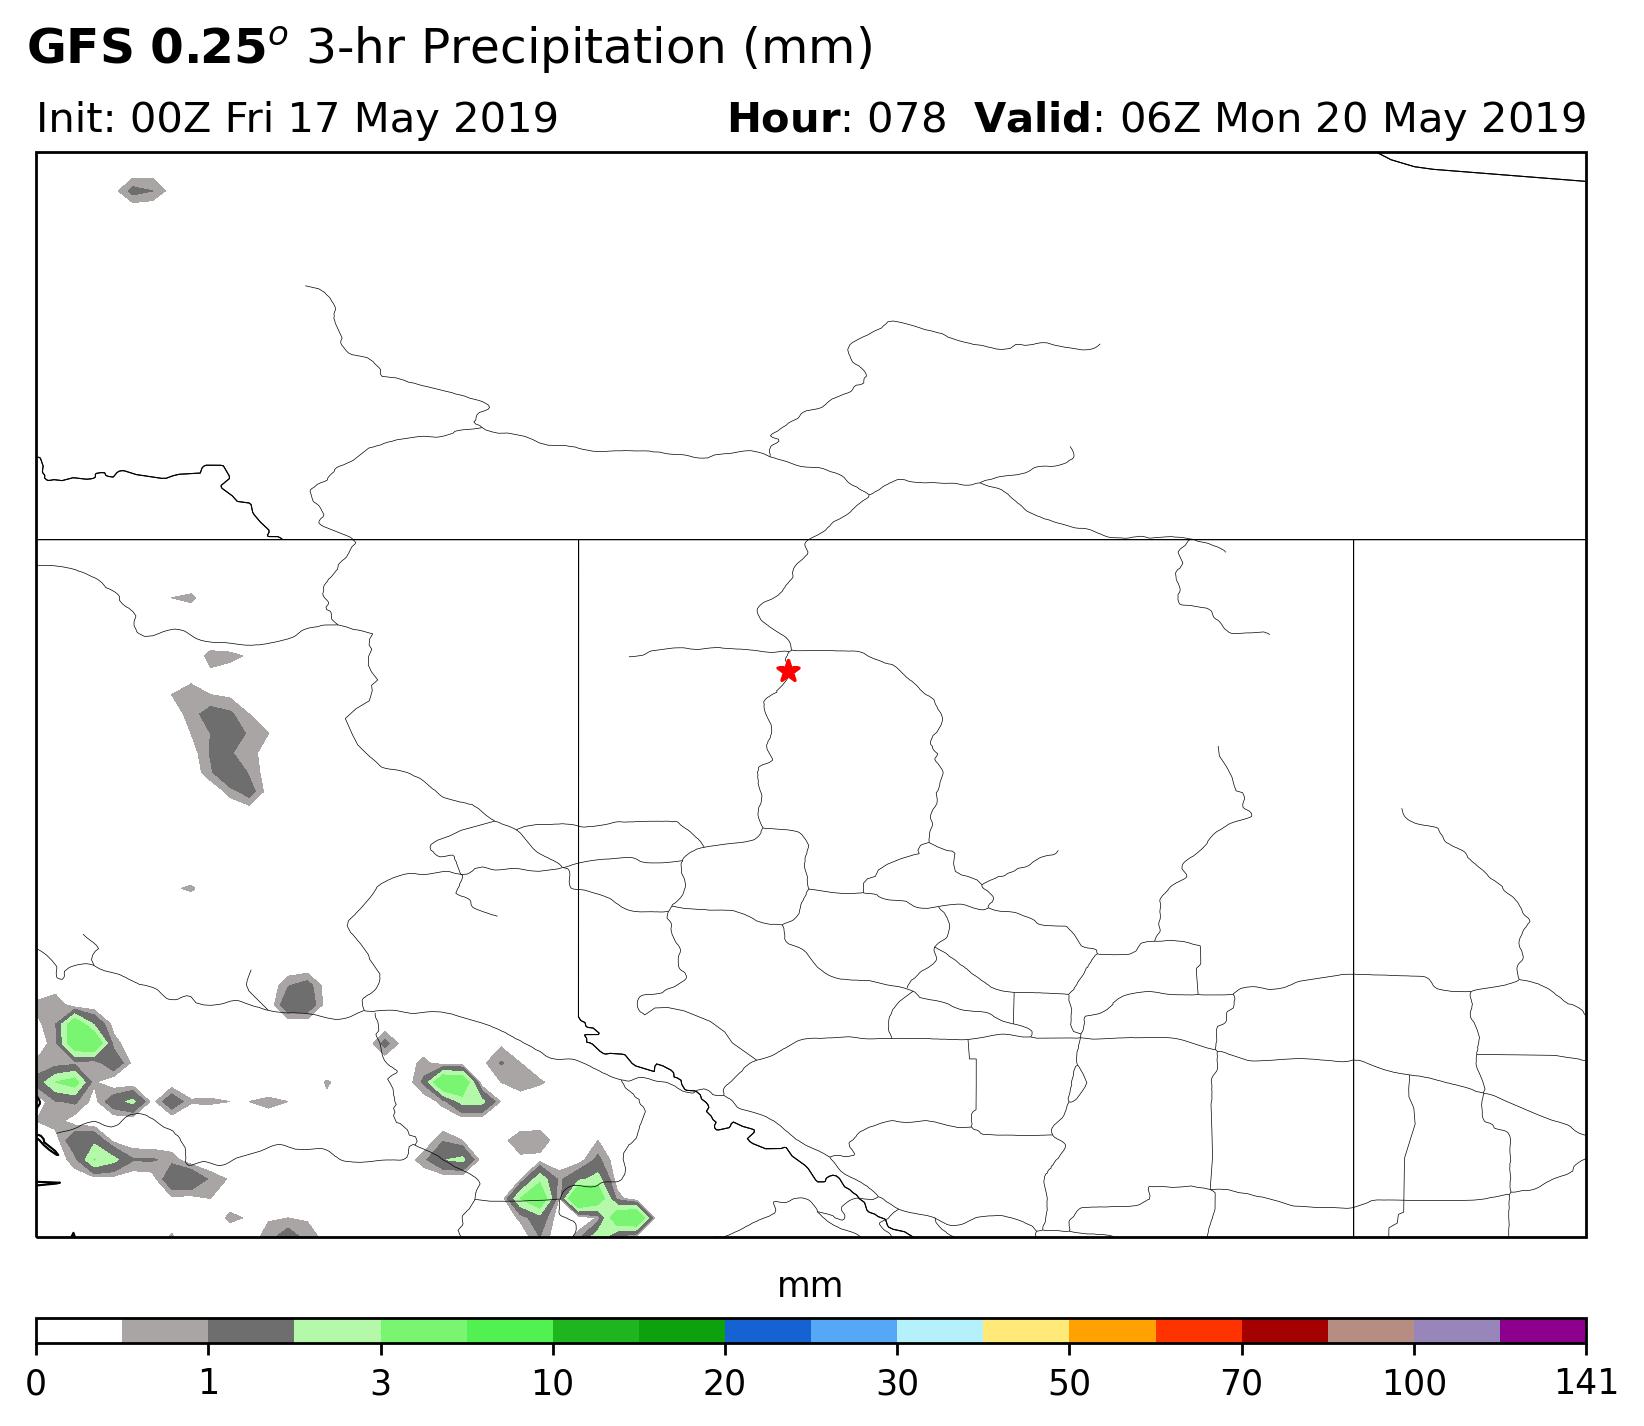 GFS 0.25° 3-hr Precipitation (mm)
Init: 00Z Fri 17 May 2019 Hour: 078 Valid: 06Z Mon 20 May 2019
mm
0 1 3 10 20 30 50 70 100 141